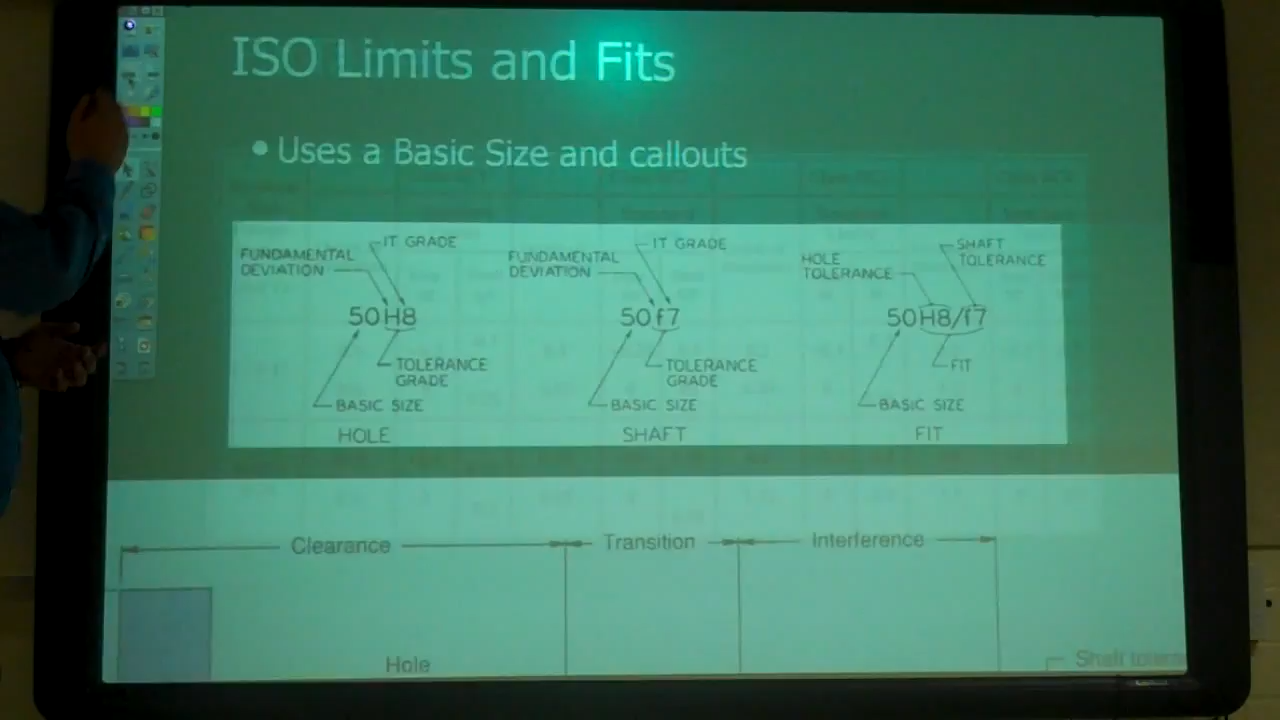 ISO Limits and Fits
• Uses a Basic Size and callouts
FUNDAMENTAL
DEVIATION
IT GRADE
50H8
TOLERANCE
GRADE
BASIC SIZE
HOLE
FUNDAMENTAL
DEVIATION
IT GRADE
50f7
TOLERANCE
GRADE
BASIC SIZE
SHAFT
HOLE
TOLERANCE
SHAFT
TOLERANCE
50H8/f7
FIT
BASIC SIZE
FIT
Clearance
Transition
Interference
Hole
Shaft